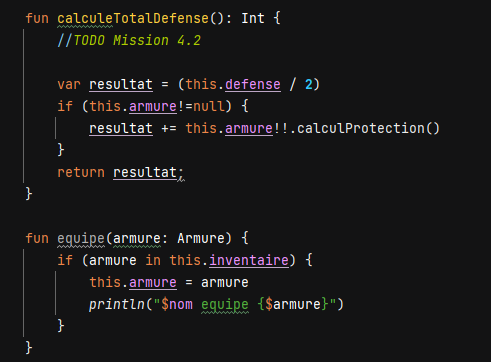 fun calculeTotalDefense(): Int {
    //TODO Mission 4.2

    var resultat = (this.defense / 2)
    if (this.armure!=null) {
        resultat += this.armure!!.calculProtection()
    }
    return resultat;
}

fun equipe(armure: Armure) {
    if (armure in this.inventaire) {
        this.armure = armure
        println("$nom equipe {$armure}")
    }
}